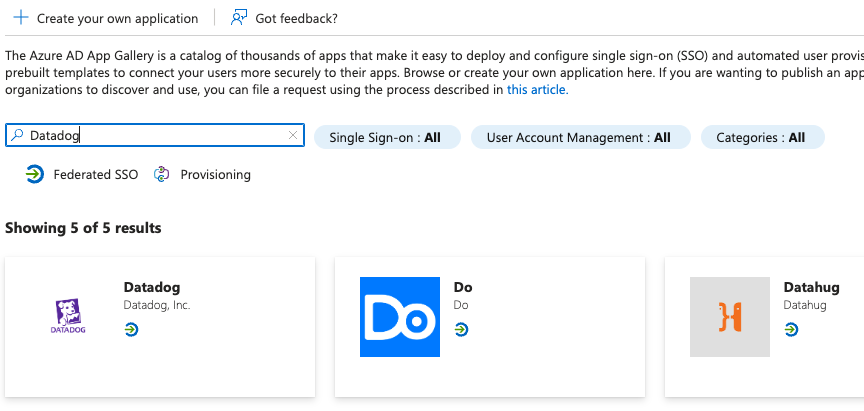 Create your own application
Got feedback?
The Azure AD App Gallery is a catalog of thousands of apps that make it easy to deploy and configure single sign-on (SSO) and automated user
prebuilt templates to connect your users more securely to their apps. Browse or create your own application here. If you are wanting to publish an
organizations to discover and use, you can file a request using the process described in this article.
Datadog
Single Sign-on : All
User Account Management : All
Categories : All
Federated SSO
Provisioning
Showing 5 of 5 results
DATADOG
Datadog
Datadog, Inc.
Do
Do
Do
Datahug
Datahug